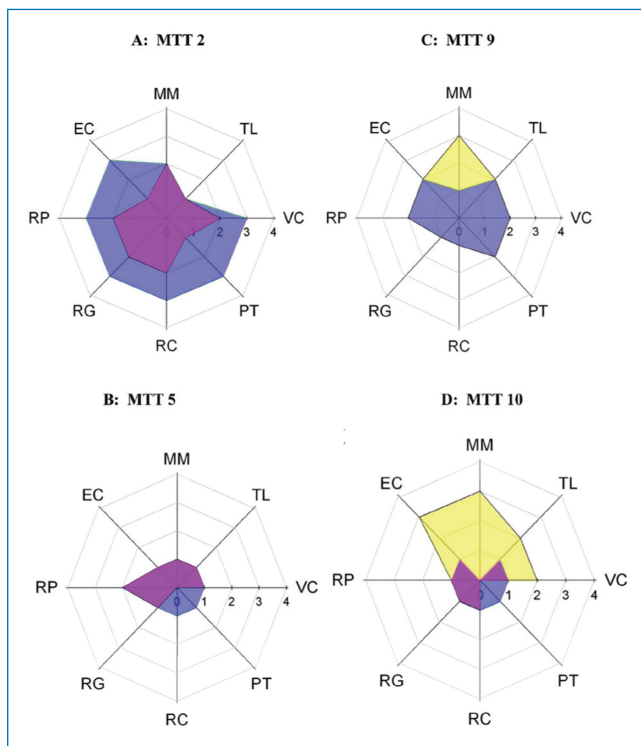 A: MTT 2
MM
EC
TL
RP
0 1 2 3 4 VC
RG
PT
RC
C: MTT 9
MM
EC
TL
RP
0 1 2 3 4 VC
RG
PT
RC
B: MTT 5
MM
EC
TL
RP
0 1 2 3 4 VC
RG
PT
RC
D: MTT 10
MM
EC
TL
RP
0 1 2 3 4 VC
RG
PT
RC